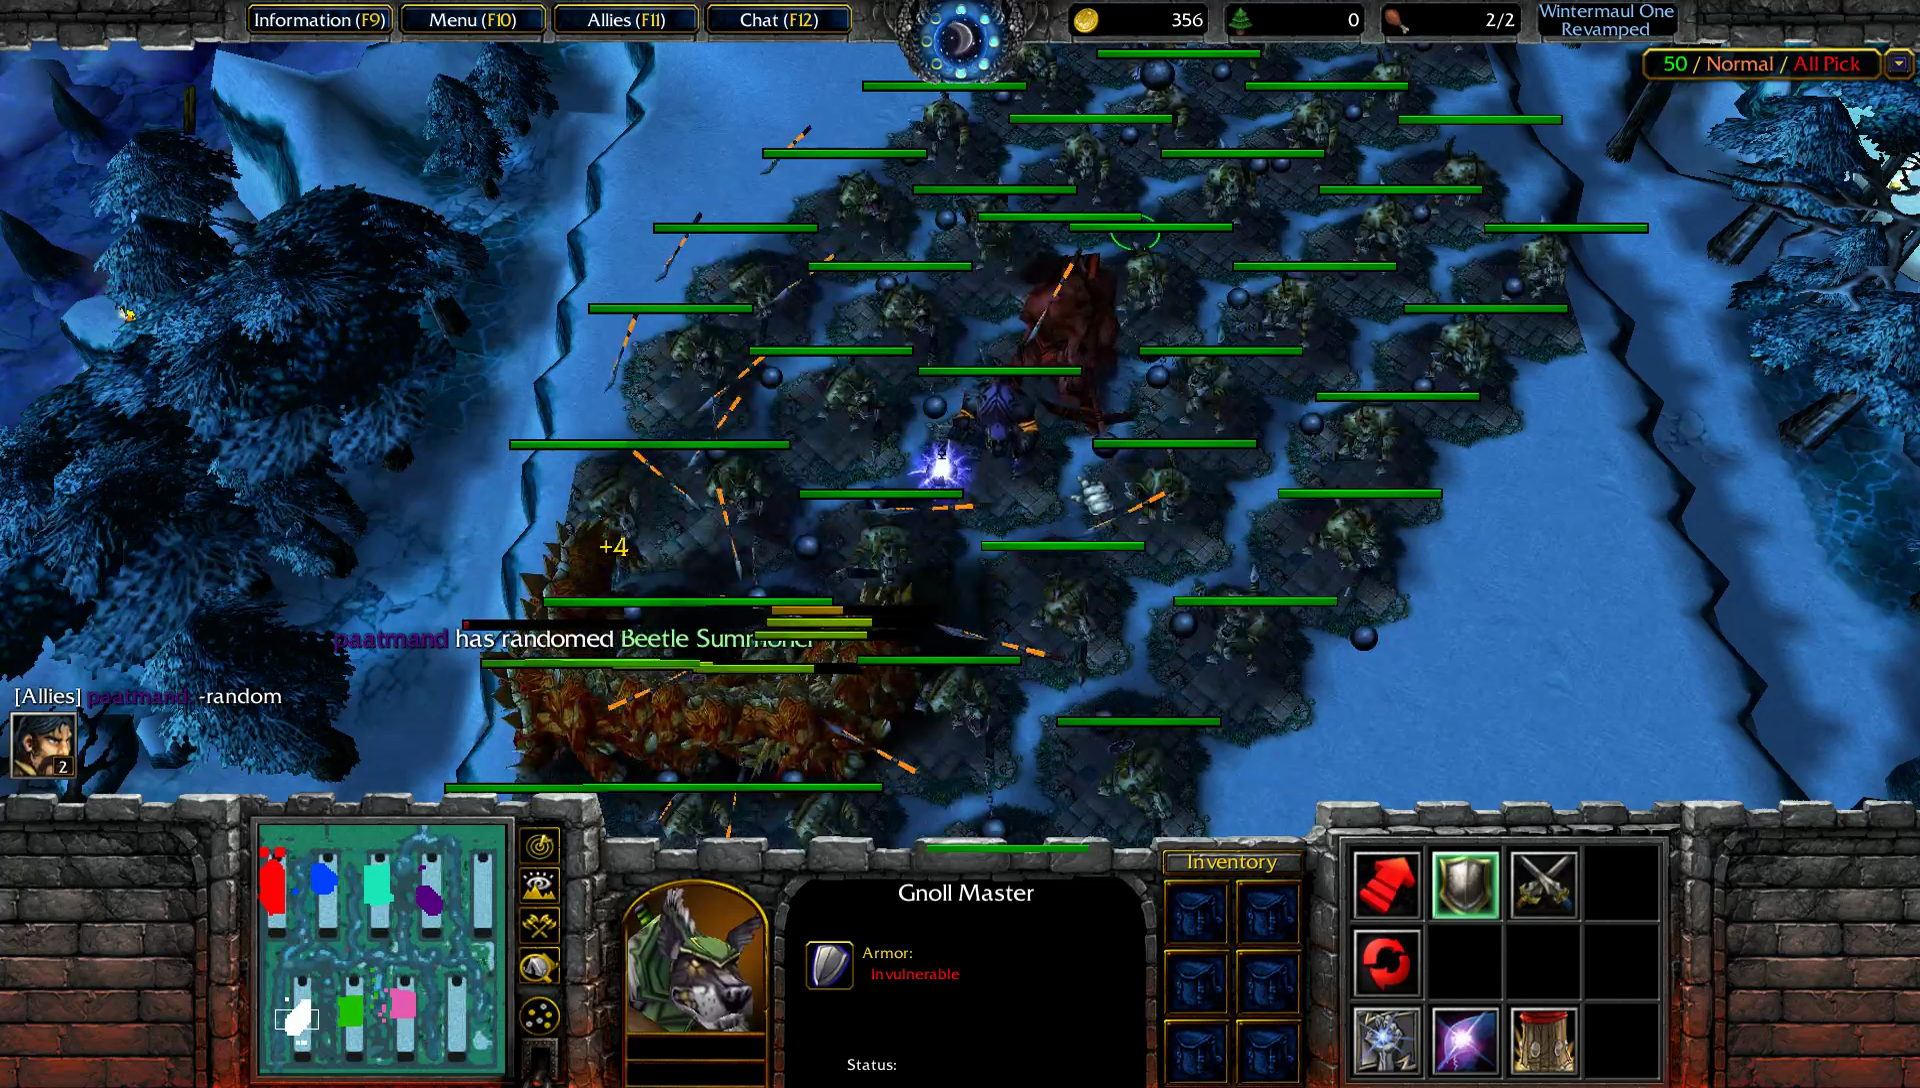 Information (F9)
Menu (F10)
Allies (F11)
Chat (F12)
356
0
2/2
Wintermaul One
Revamped
50 / Normal / All Pick
+4
paatmand has randomed Beetle Summoner
[Allies] paatmand: -random
2
Gnoll Master
Armor:
Invulnerable
Status:
Inventory